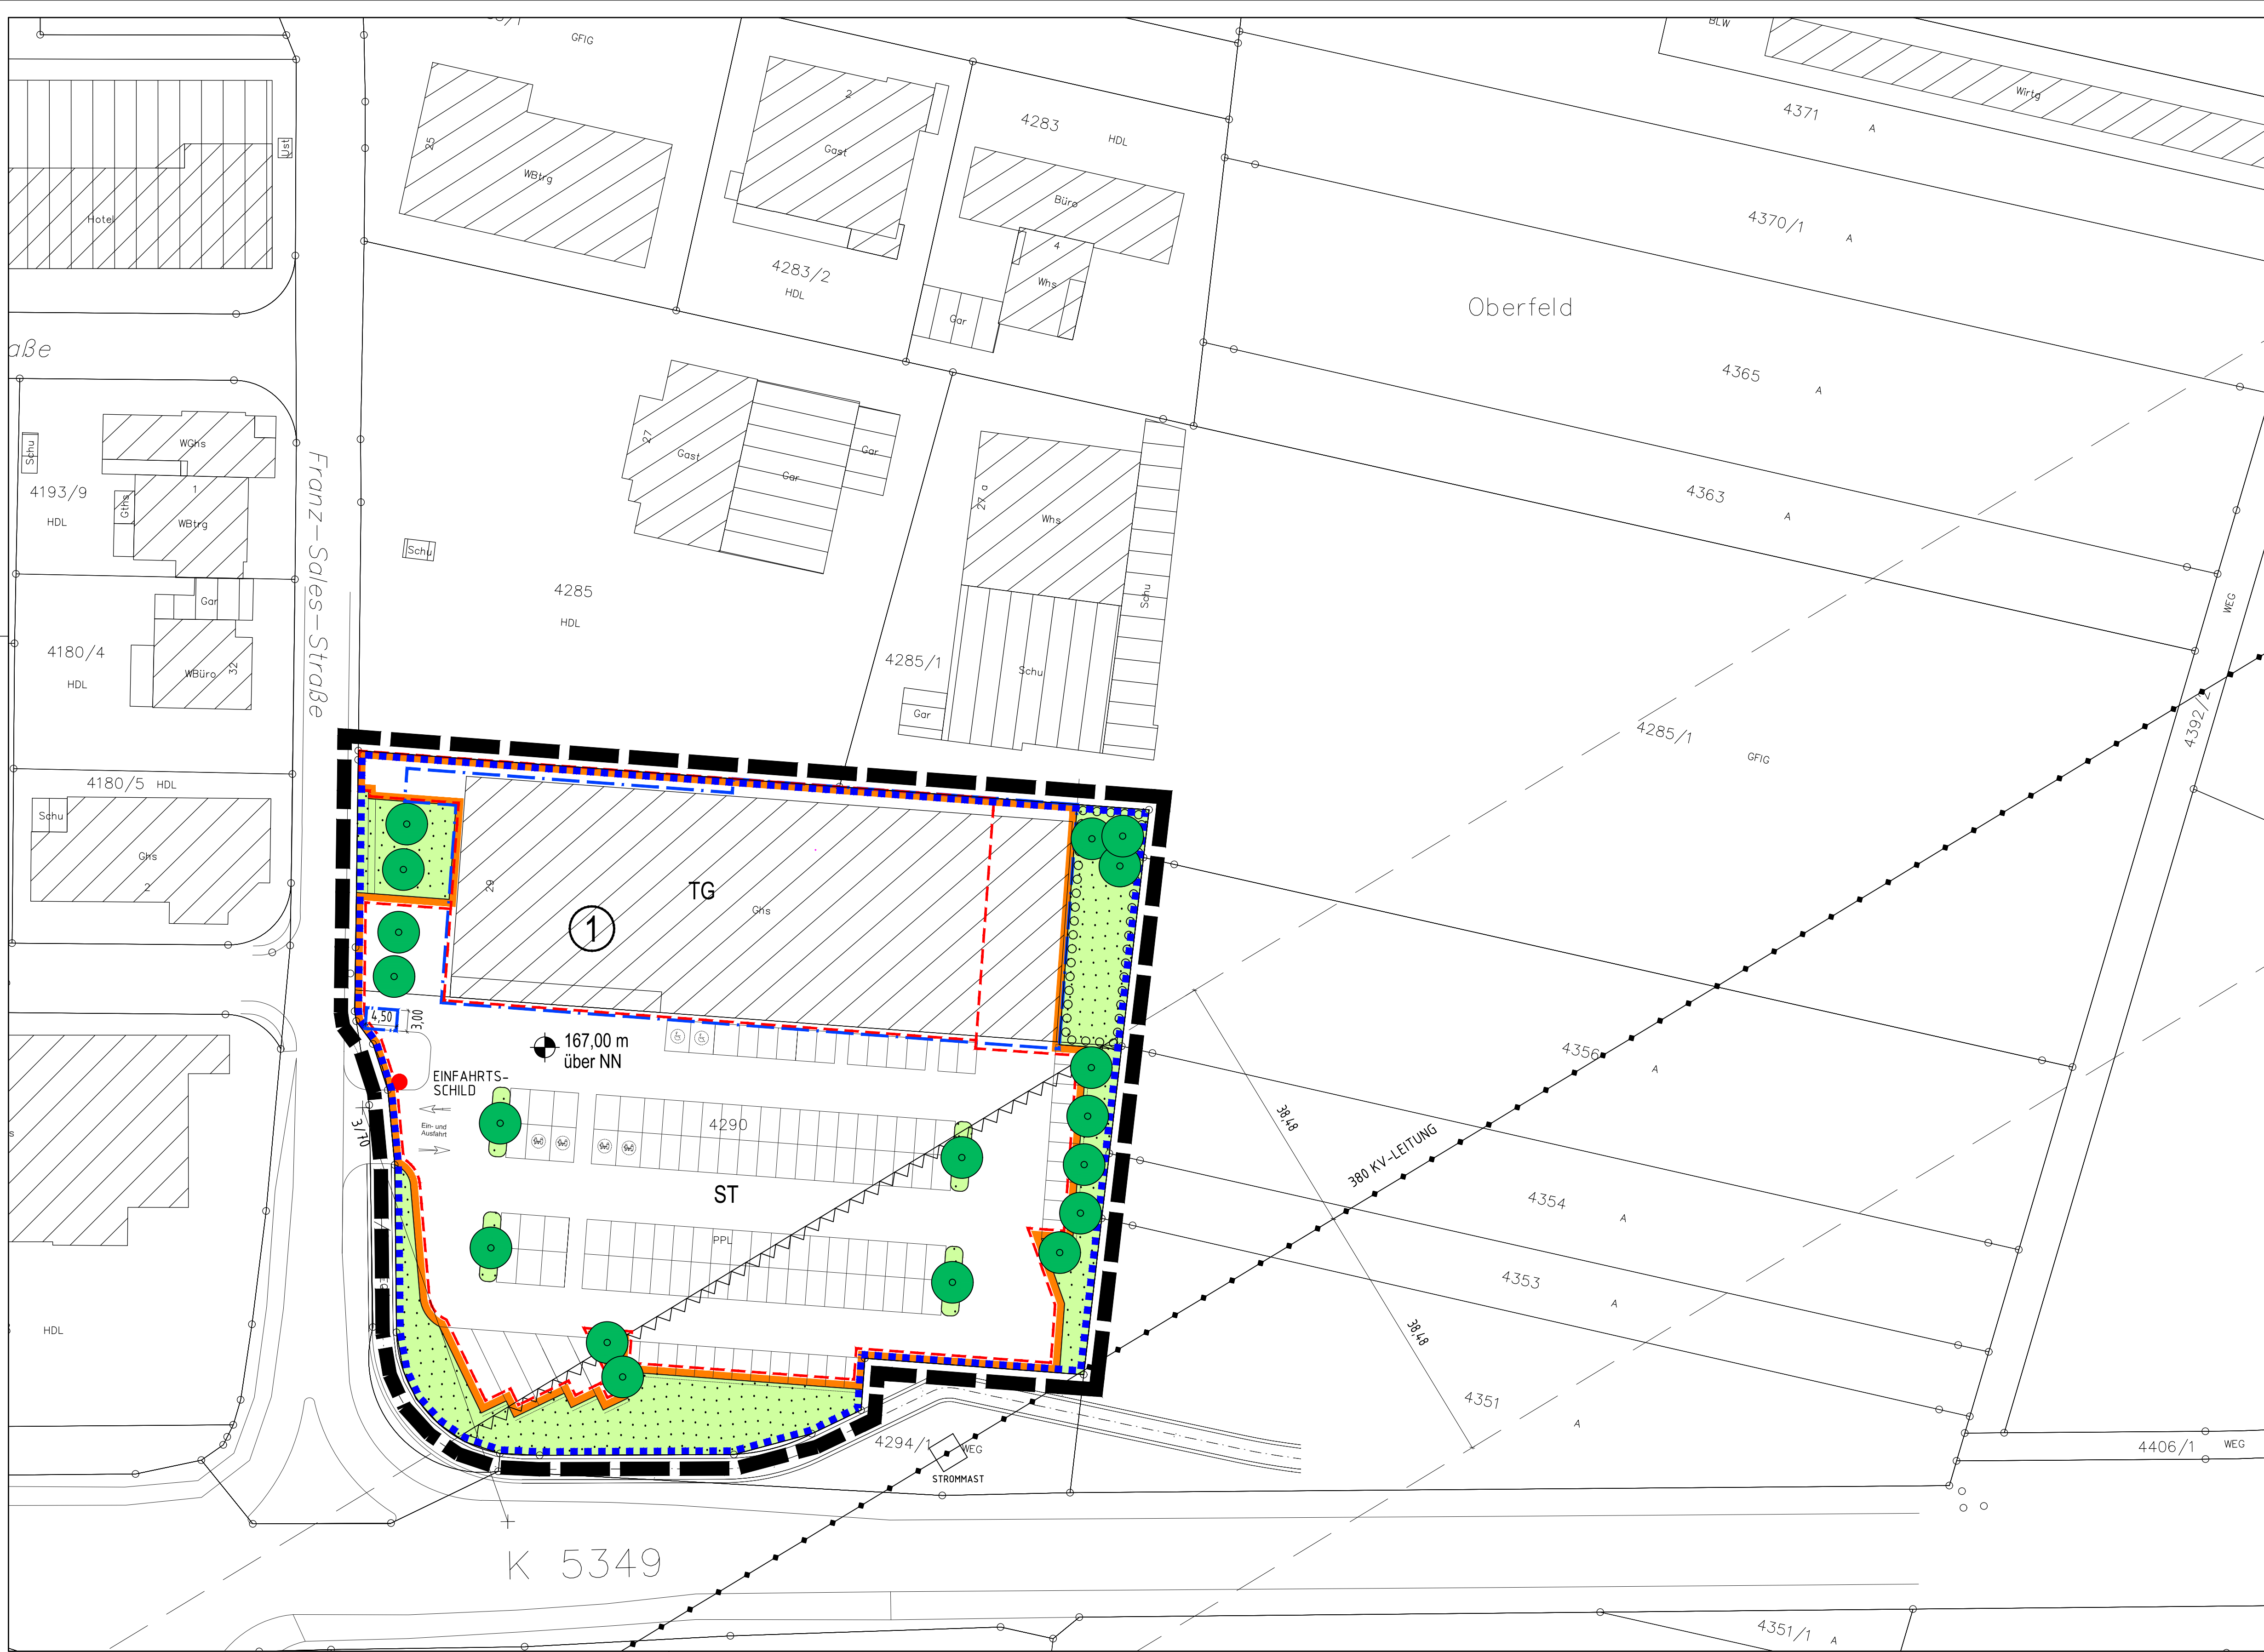 GFIG
BLW
Wirtg
4371
A
Ust
25
WBtrg
2
Gast
4283
HDL
Hotel
Büro
4
4370/1
A
Whs
4283/2
HDL
Gar
Oberfeld
aße
4365
A
WGhs
Schu
27
Gast
Gar
Gar
4193/9
HDL
Gths
1
WBtrg
Franz-Sales-Straße
27 a
Whs
4363
A
Schu
4285
HDL
Schu
WEG
Gar
4180/4
HDL
WBüro
32
4285/1
Schu
Gar
4285/1
GFIG
4392/2
4180/5 HDL
Schu
Ghs
2
29
TG
Ghs
1
4,50
3,00
167,00 m
über NN
EINFAHRTS-
SCHILD
3/70
Ein- und
Ausfahrt
4290
4356
A
38,48
380 KV-LEITUNG
ST
4354
A
PPL
4353
A
HDL
38,48
4351
A
4294/1
WEG
STROMMAST
4406/1 WEG
K 5349
4351/1 A